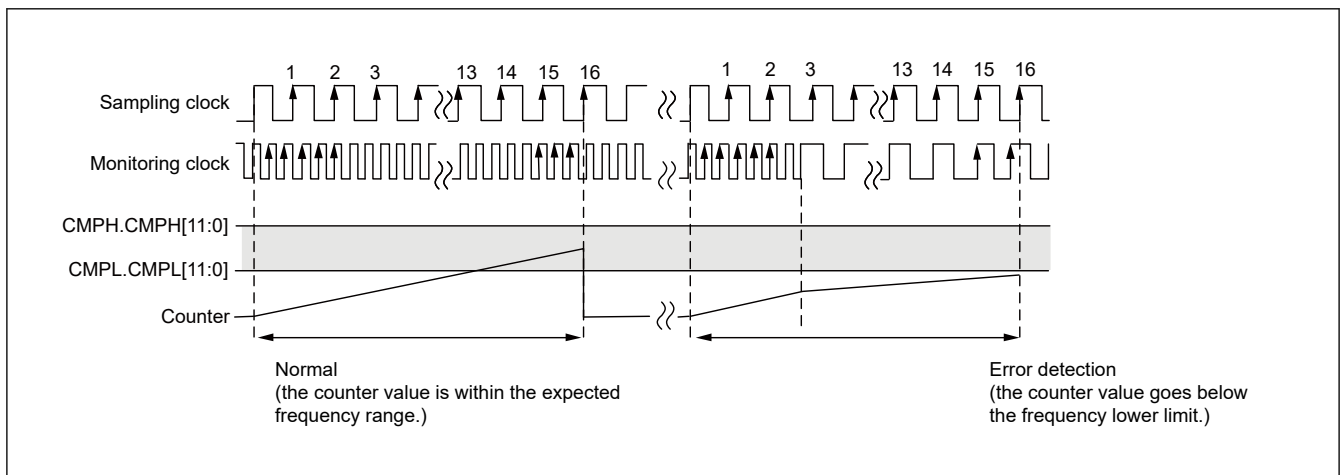 1 2 3 13 14 15 16 1 2 3 13 14 15 16
Sampling clock
Monitoring clock
CMPH.CMPH[11:0]
CMPL.CMPL[11:0]
Counter
Normal
(the counter value is within the expected
frequency range.)
Error detection
(the counter value goes below
the frequency lower limit.)